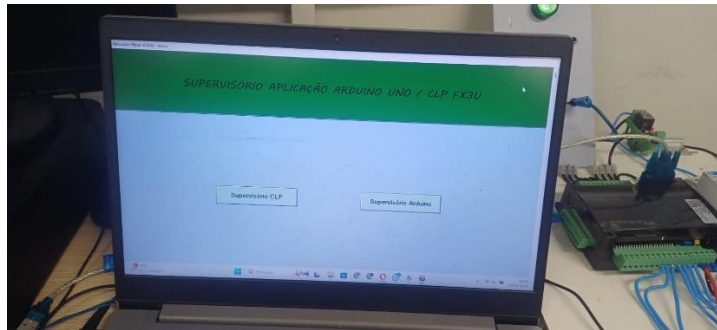 SUPERVISÓRIO APLICAÇÃO ARDUINO UNO / CLP FX3U
Supervisório CLP
Supervisório Arduino